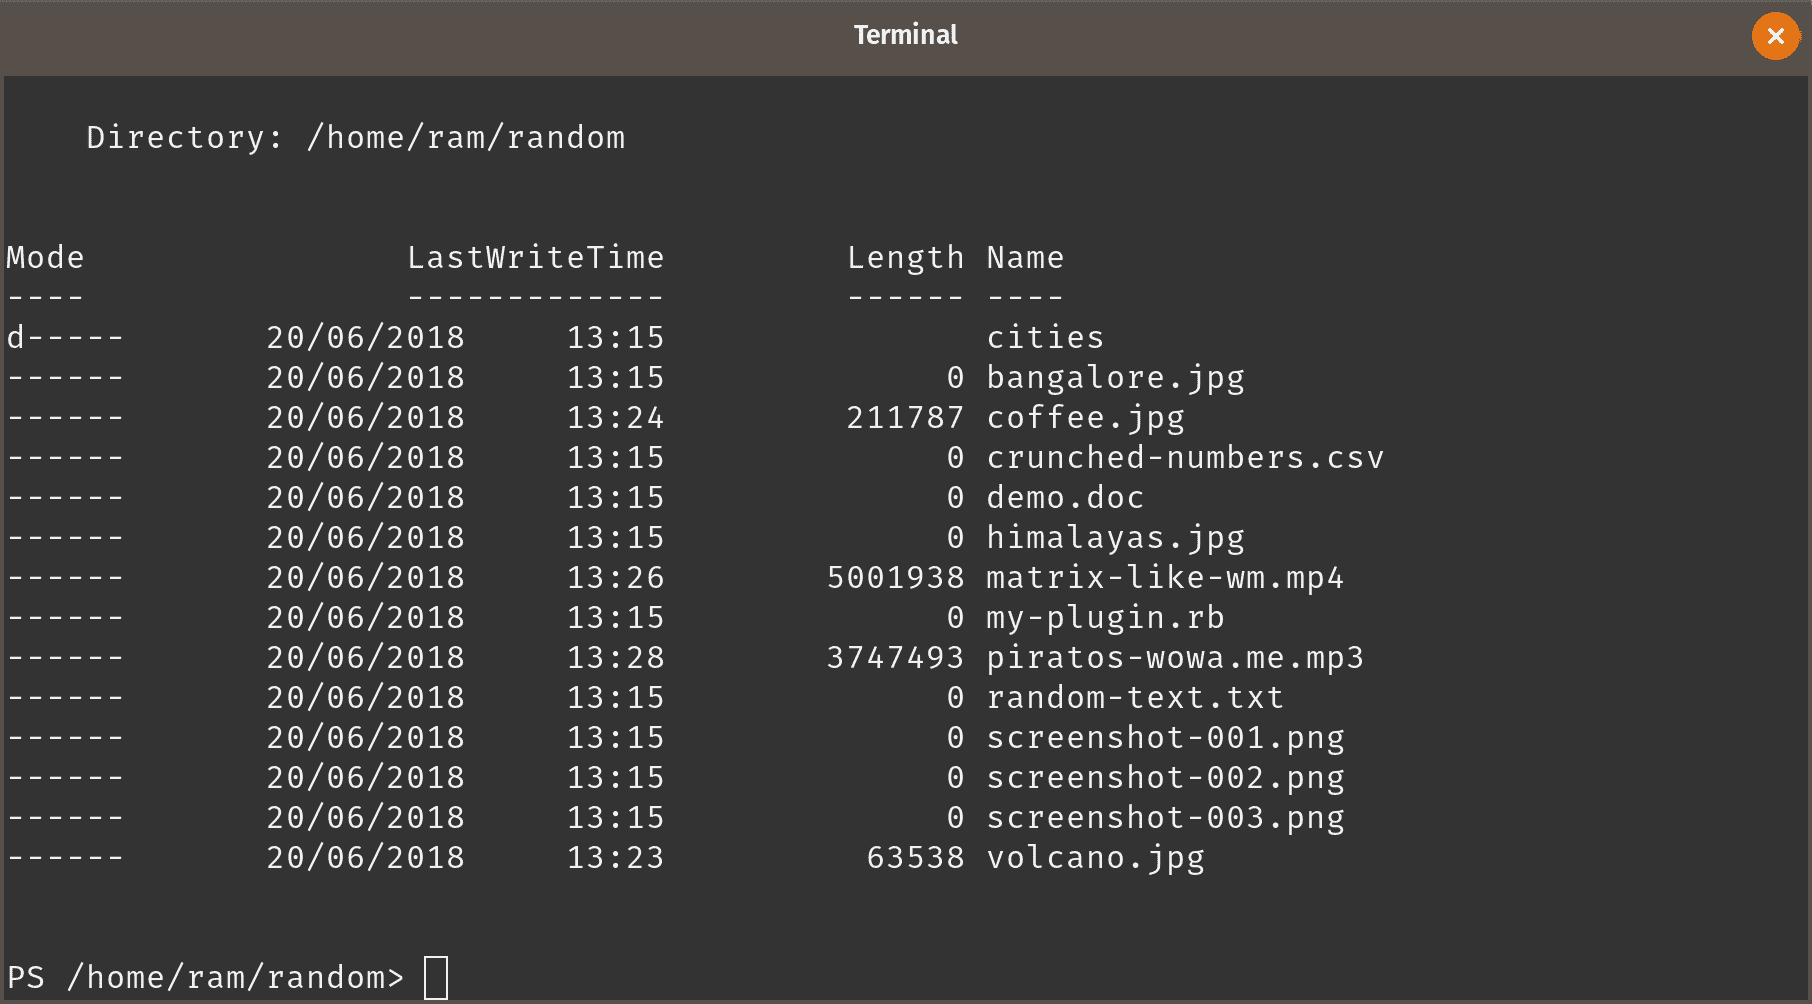 Terminal
Directory: /home/ram/random
Mode LastWriteTime Length Name
---- ------------- ------ ----
d----- 20/06/2018 13:15 cities
------ 20/06/2018 13:15 0 bangalore.jpg
------ 20/06/2018 13:24 211787 coffee.jpg
------ 20/06/2018 13:15 0 crunched-numbers.csv
------ 20/06/2018 13:15 0 demo.doc
------ 20/06/2018 13:15 0 himalayas.jpg
------ 20/06/2018 13:26 5001938 matrix-like-wm.mp4
------ 20/06/2018 13:15 0 my-plugin.rb
------ 20/06/2018 13:28 3747493 piratos-wowa.me.mp3
------ 20/06/2018 13:15 0 random-text.txt
------ 20/06/2018 13:15 0 screenshot-001.png
------ 20/06/2018 13:15 0 screenshot-002.png
------ 20/06/2018 13:15 0 screenshot-003.png
------ 20/06/2018 13:23 63538 volcano.jpg
PS /home/ram/random>